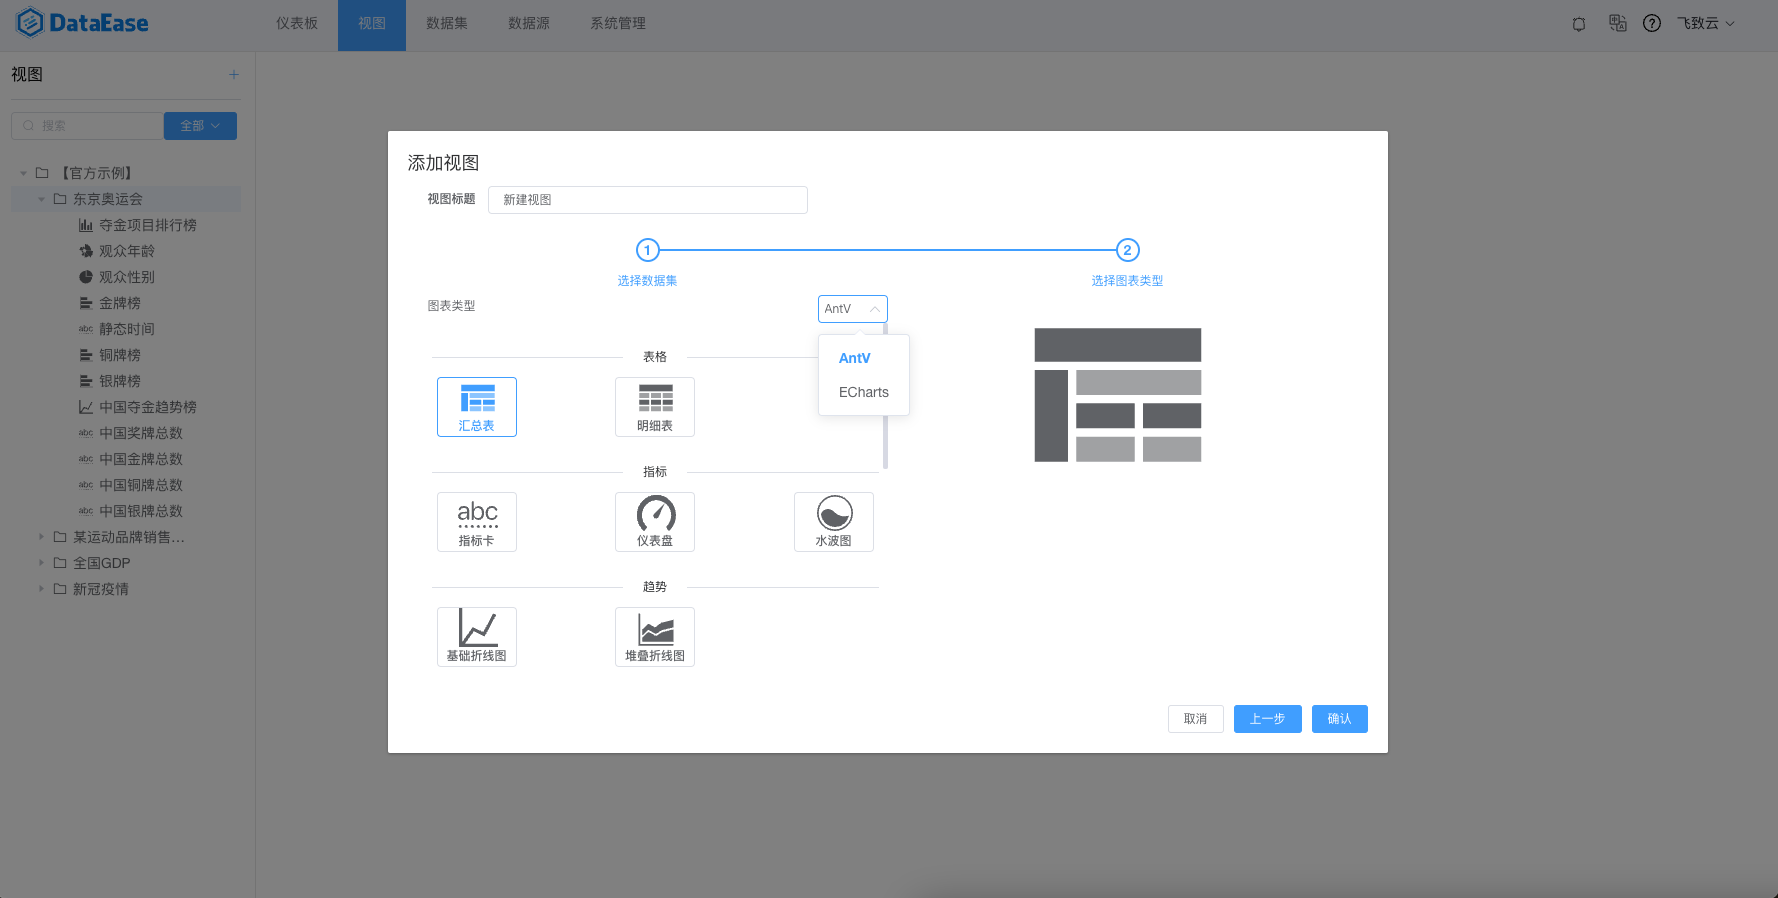 DataEase
仪表板
视图
数据集
数据源
系统管理
飞致云
视图
搜索
全部
【官方示例】
东京奥运会
夺金项目排行榜
观众年龄
观众性别
金牌榜
abc 静态时间
铜牌榜
银牌榜
中国夺金趋势榜
abc 中国奖牌总数
abc 中国金牌总数
abc 中国铜牌总数
abc 中国银牌总数
某运动品牌销售...
全国GDP
新冠疫情
添加视图
视图标题
新建视图
1
2
选择数据集
选择图表类型
图表类型
AntV
AntV
ECharts
表格
汇总表
明细表
指标
abc
指标卡
仪表盘
水波图
趋势
基础折线图
堆叠折线图
取消
上一步
确认